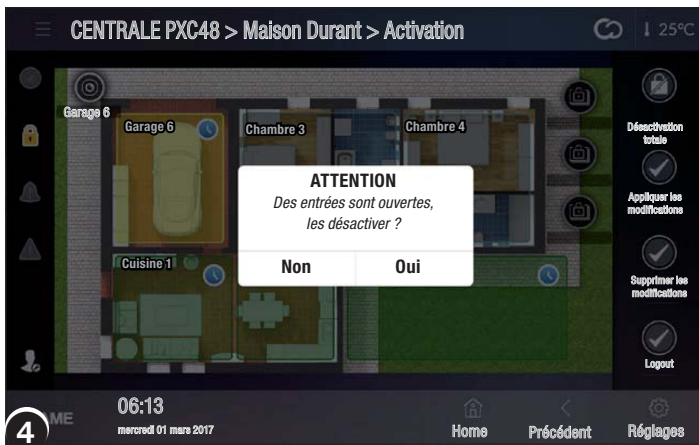 CENTRALE PXC48 > Maison Durant > Activation
25°C
Garage 6
Garage 6
Chambre 3
Chambre 4
Désactivation
totale
ATTENTION
Des entrées sont ouvertes,
les désactiver ?
Non
Oui
Appliquer les
modifications
Cuisine 1
Supprimer les
modifications
Logout
4
06:13
mercredi 01 mars 2017
Home
Précédent
Réglages